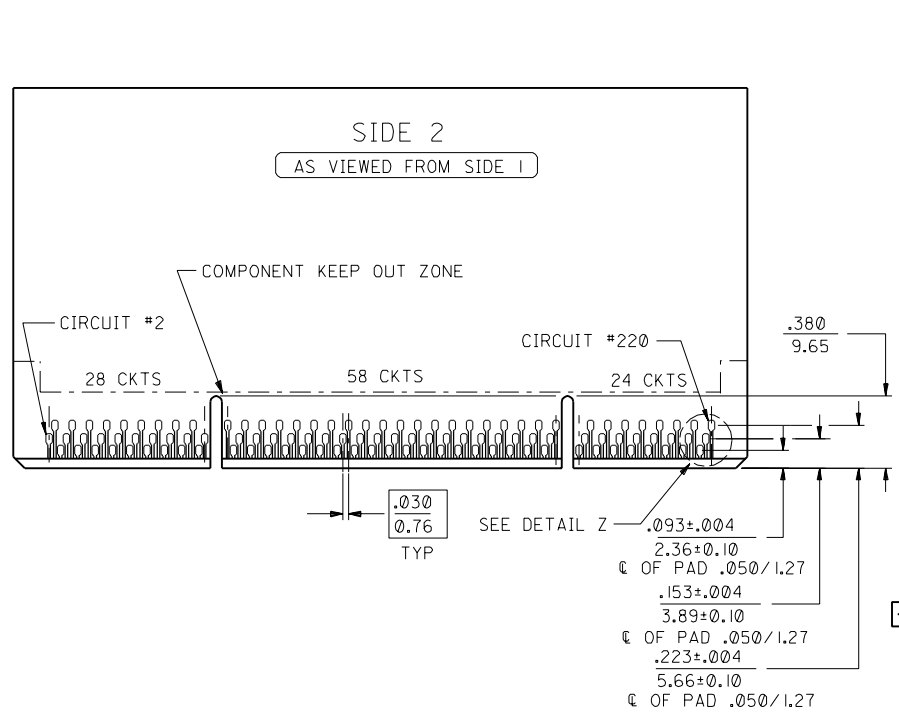 SIDE 2
AS VIEWED FROM SIDE 1
COMPONENT KEEP OUT ZONE
CIRCUIT #2
CIRCUIT #220
.380
9.65
28 CKTS
58 CKTS
24 CKTS
.030
0.76
TYP
SEE DETAIL Z
.093±.004
2.36±0.10
℄ OF PAD .050/1.27
.153±.004
3.89±0.10
℄ OF PAD .050/1.27
.223±.004
5.66±0.10
℄ OF PAD .050/1.27